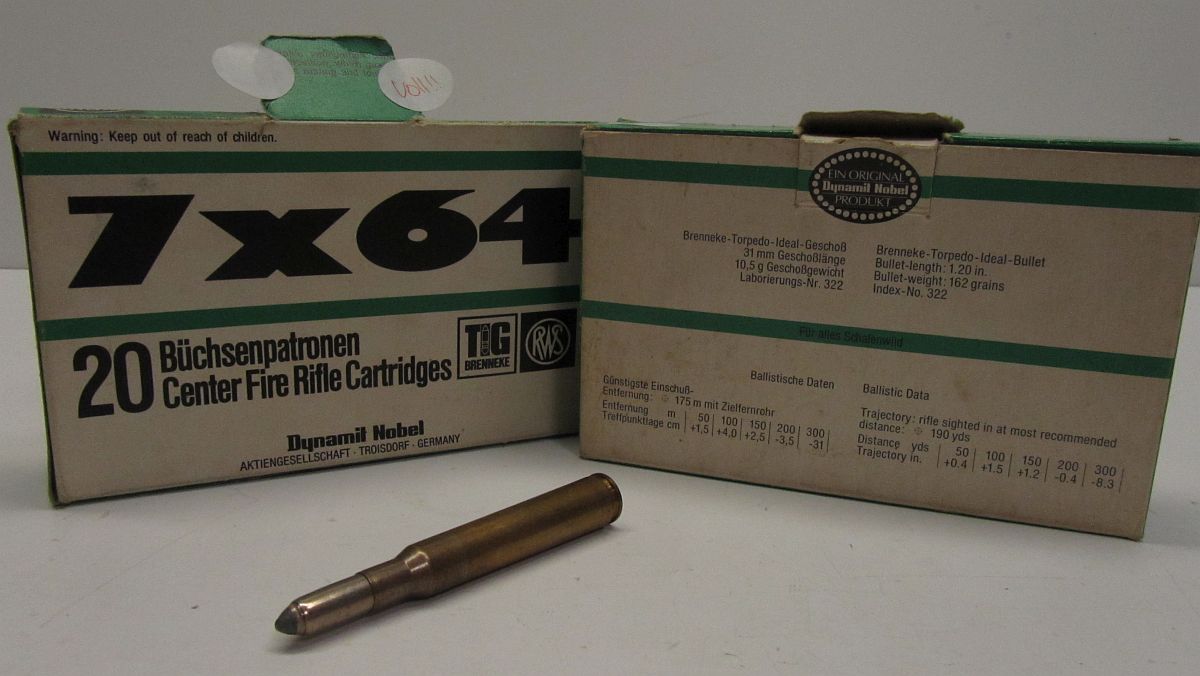 Voll!!
Warning: Keep out of reach of children.
7x64
20 Büchsenpatronen
Center Fire Rifle Cartridges
TIG
BRENNEKE
RWS
Dynamit Nobel
AKTIENGESELLSCHAFT · TROISDORF · GERMANY
EIN ORIGINAL
Dynamit Nobel
PRODUKT
Brenneke-Torpedo-Ideal-Geschoß
31 mm Geschoßlänge
10,5 g Geschoßgewicht
Laborierungs-Nr. 322
Brenneke-Torpedo-Ideal-Bullet
Bullet-length: 1.20 in.
Bullet-weight: 162 grains
Index-No. 322
Für alles Schalenwild
Ballistische Daten
Günstigste Einschuß-
Entfernung: ⌖ 175 m mit Zielfernrohr
Entfernung m 50 100 150 200 300
Treffpunktlage cm +1,5 +4,0 +2,5 -3,5 -31
Ballistic Data
Trajectory: rifle sighted in at most recommended
distance: ⌖ 190 yds
Distance yds 50 100 150 200 300
Trajectory in. +0.4 +1.5 +1.2 -0.4 -8.3